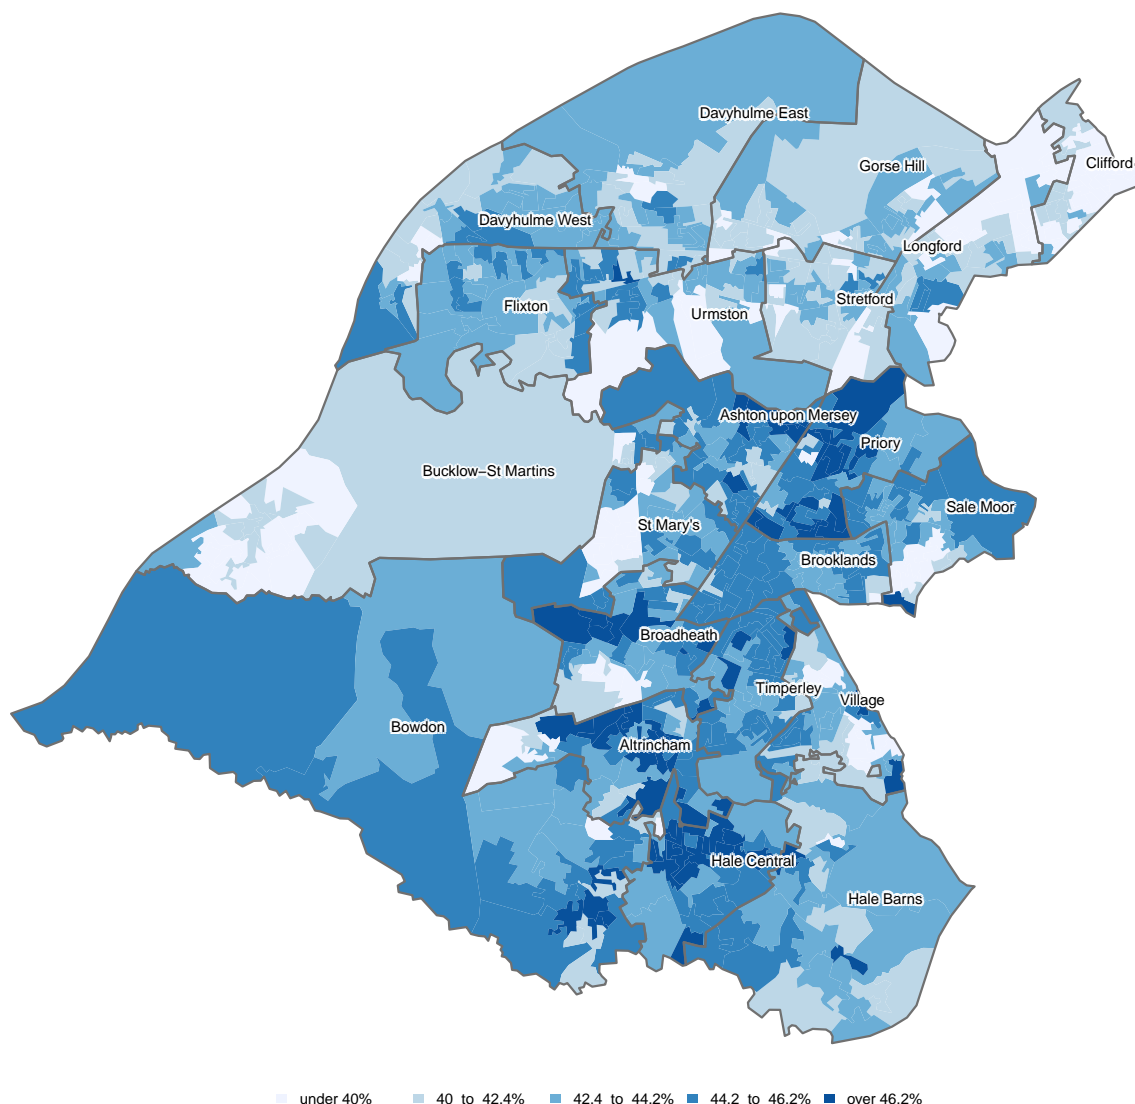 Davyhulme East
Clifford
Gorse Hill
Davyhulme West
Longford
Stretford
Flixton
Urmston
Ashton upon Mersey
Priory
Bucklow–St Martins
Sale Moor
St Mary's
Brooklands
Broadheath
Timperley
Village
Bowdon
Altrincham
Hale Central
Hale Barns
under 40% 40 to 42.4% 42.4 to 44.2% 44.2 to 46.2% over 46.2%